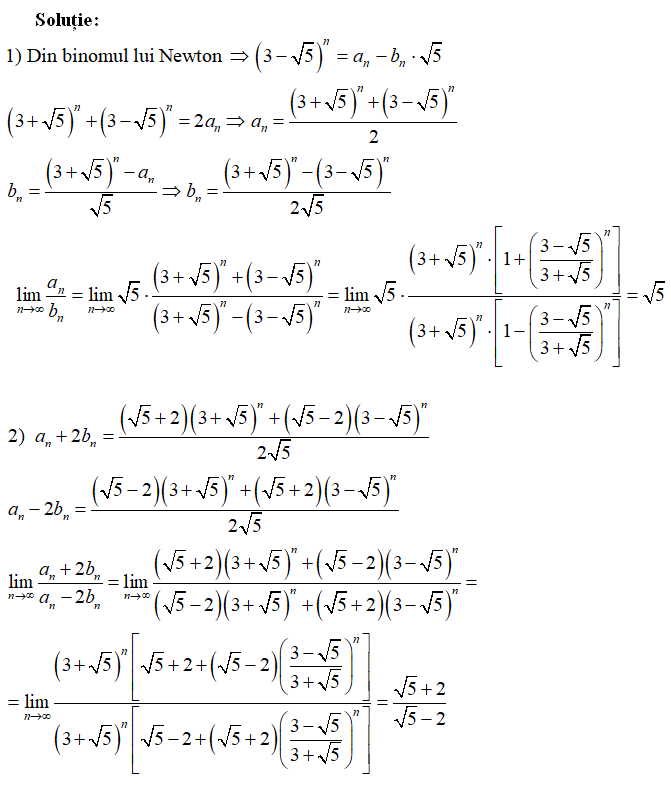 Soluție:
1) Din binomul lui Newton ⇒ (3−√5)^n = a_n − b_n · √5
(3+√5)^n + (3−√5)^n = 2a_n ⇒ a_n = ((3+√5)^n + (3−√5)^n) / 2
b_n = ((3+√5)^n − a_n) / √5 ⇒ b_n = ((3+√5)^n − (3−√5)^n) / (2√5)
lim_{n→∞} a_n/b_n = lim_{n→∞} √5 · ((3+√5)^n + (3−√5)^n) / ((3+√5)^n − (3−√5)^n) = lim_{n→∞} √5 · ((3+√5)^n · [1+((3−√5)/(3+√5))^n]) / ((3+√5)^n · [1−((3−√5)/(3+√5))^n]) = √5
2) a_n + 2b_n = ((√5+2)(3+√5)^n + (√5−2)(3−√5)^n) / (2√5)
a_n − 2b_n = ((√5−2)(3+√5)^n + (√5+2)(3−√5)^n) / (2√5)
lim_{n→∞} (a_n + 2b_n)/(a_n − 2b_n) = lim_{n→∞} ((√5+2)(3+√5)^n + (√5−2)(3−√5)^n) / ((√5−2)(3+√5)^n + (√5+2)(3−√5)^n) =
= lim_{n→∞} ((3+√5)^n [√5+2+(√5−2)((3−√5)/(3+√5))^n]) / ((3+√5)^n [√5−2+(√5+2)((3−√5)/(3+√5))^n]) = (√5+2)/(√5−2)